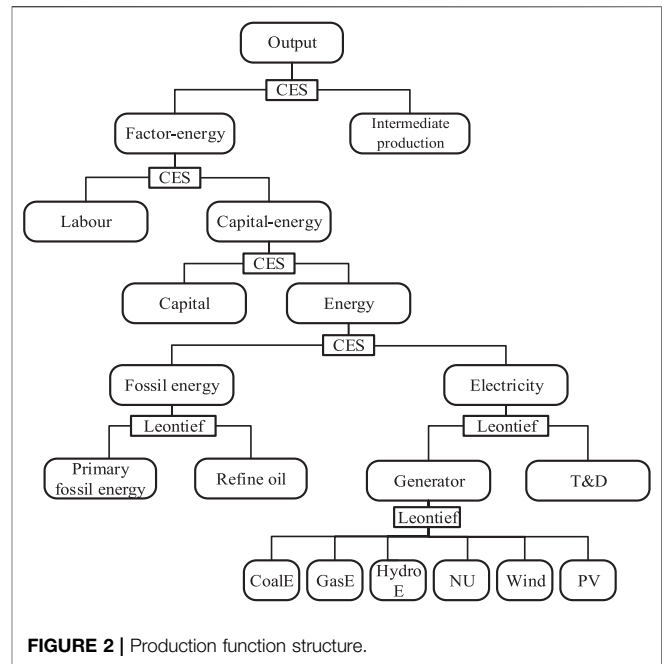 Output
CES
Factor-energy
Intermediate
production
CES
Labour
Capital-energy
CES
Capital
Energy
CES
Fossil energy
Electricity
Leontief
Leontief
Primary
fossil energy
Refine oil
Generator
T&D
Leontief
CoalE
GasE
Hydro
E
NU
Wind
PV
FIGURE 2 | Production function structure.